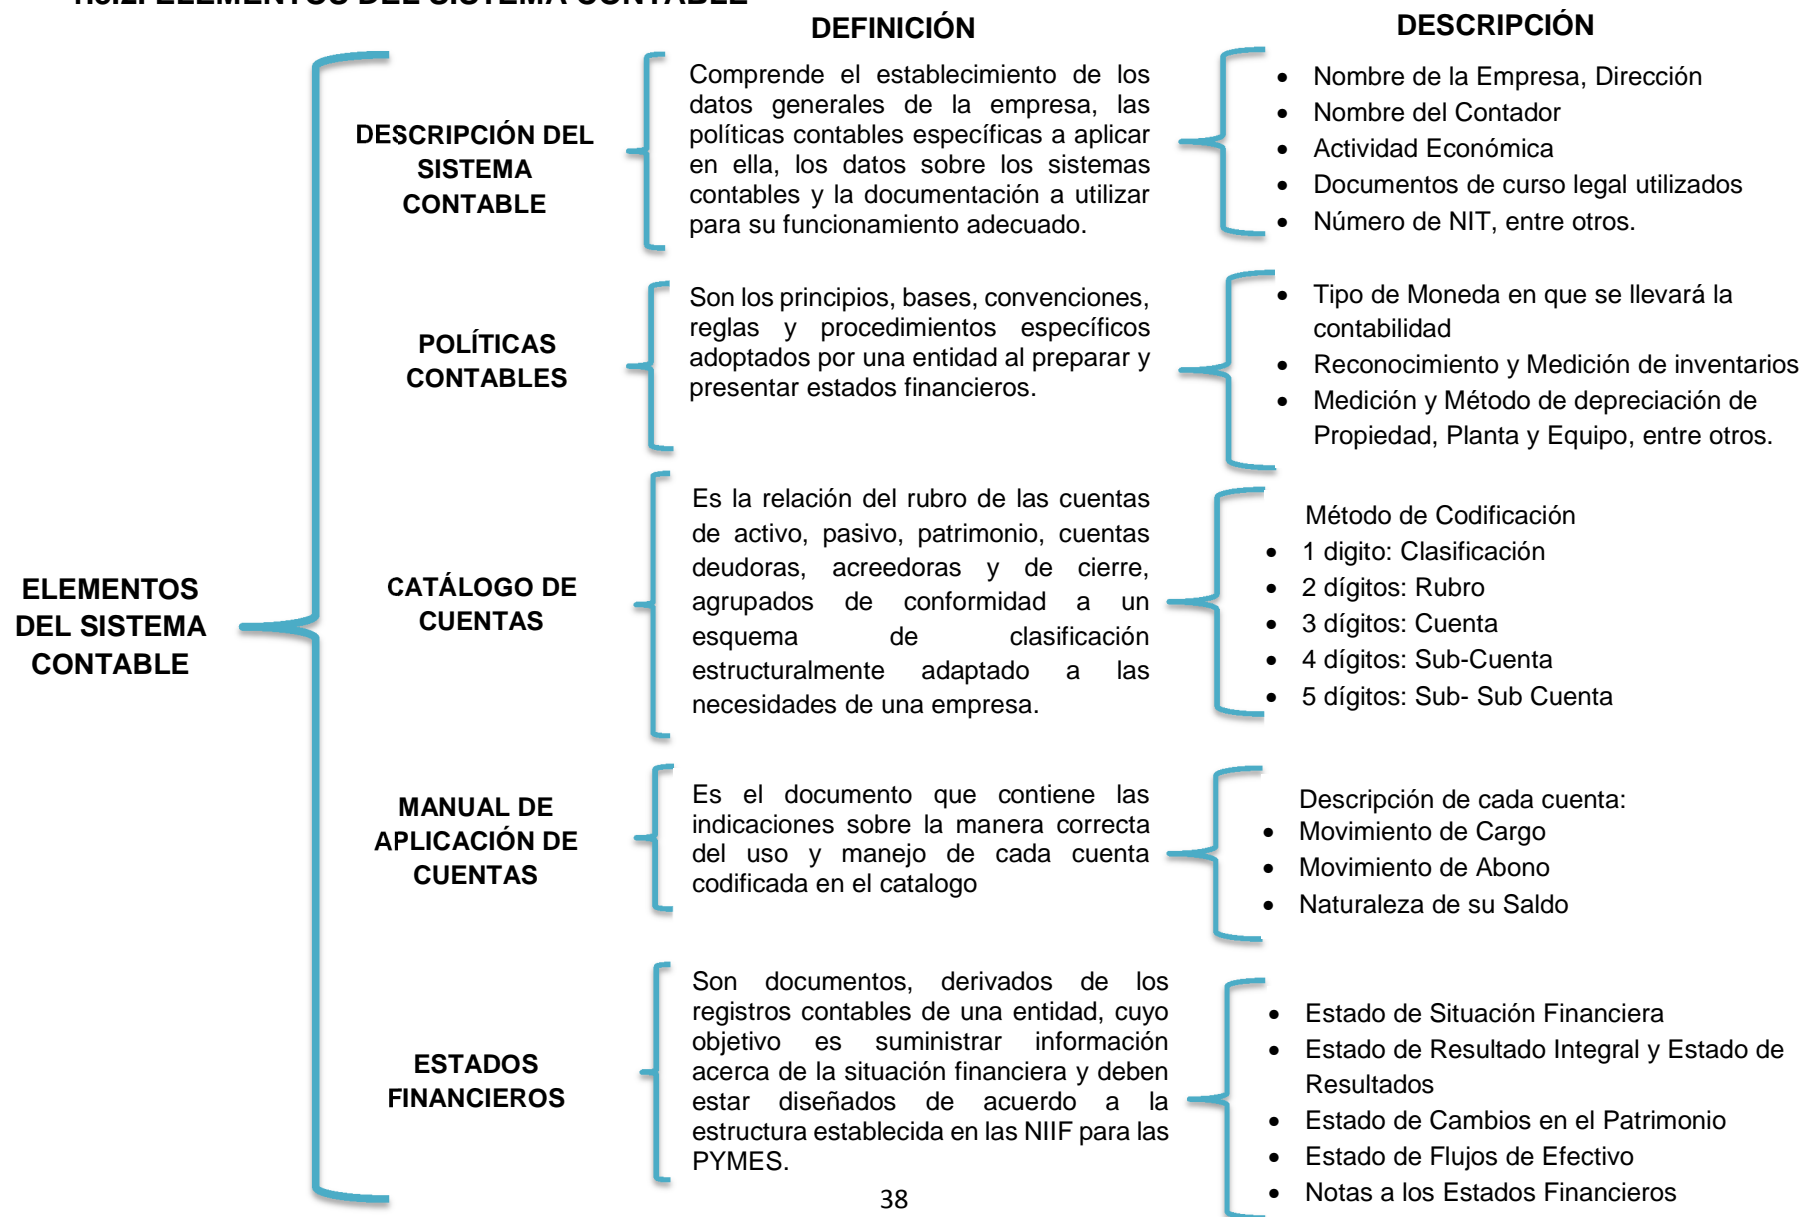 DEFINICIÓN
DESCRIPCIÓN
ELEMENTOS
DEL SISTEMA
CONTABLE
DESCRIPCIÓN DEL
SISTEMA
CONTABLE
Comprende el establecimiento de los
datos generales de la empresa, las
políticas contables específicas a aplicar
en ella, los datos sobre los sistemas
contables y la documentación a utilizar
para su funcionamiento adecuado.
• Nombre de la Empresa, Dirección
• Nombre del Contador
• Actividad Económica
• Documentos de curso legal utilizados
• Número de NIT, entre otros.
POLÍTICAS
CONTABLES
Son los principios, bases, convenciones,
reglas y procedimientos específicos
adoptados por una entidad al preparar y
presentar estados financieros.
• Tipo de Moneda en que se llevará la
contabilidad
• Reconocimiento y Medición de inventarios
• Medición y Método de depreciación de
Propiedad, Planta y Equipo, entre otros.
CATÁLOGO DE
CUENTAS
Es la relación del rubro de las cuentas
de activo, pasivo, patrimonio, cuentas
deudoras, acreedoras y de cierre,
agrupados de conformidad a un
esquema de clasificación
estructuralmente adaptado a las
necesidades de una empresa.
Método de Codificación
• 1 digito: Clasificación
• 2 dígitos: Rubro
• 3 dígitos: Cuenta
• 4 dígitos: Sub-Cuenta
• 5 dígitos: Sub- Sub Cuenta
MANUAL DE
APLICACIÓN DE
CUENTAS
Es el documento que contiene las
indicaciones sobre la manera correcta
del uso y manejo de cada cuenta
codificada en el catalogo
Descripción de cada cuenta:
• Movimiento de Cargo
• Movimiento de Abono
• Naturaleza de su Saldo
ESTADOS
FINANCIEROS
Son documentos, derivados de los
registros contables de una entidad, cuyo
objetivo es suministrar información
acerca de la situación financiera y deben
estar diseñados de acuerdo a la
estructura establecida en las NIIF para las
PYMES.
• Estado de Situación Financiera
• Estado de Resultado Integral y Estado de
Resultados
• Estado de Cambios en el Patrimonio
• Estado de Flujos de Efectivo
• Notas a los Estados Financieros
38